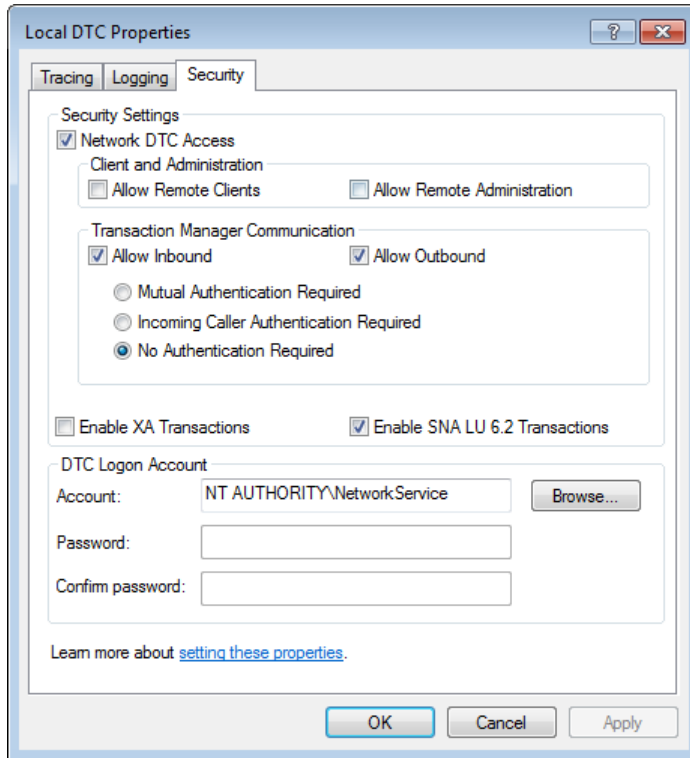 Local DTC Properties
Tracing Logging Security
Security Settings
Network DTC Access
Client and Administration
Allow Remote Clients Allow Remote Administration
Transaction Manager Communication
Allow Inbound Allow Outbound
Mutual Authentication Required
Incoming Caller Authentication Required
No Authentication Required
Enable XA Transactions Enable SNA LU 6.2 Transactions
DTC Logon Account
Account: NT AUTHORITY\NetworkService Browse...
Password:
Confirm password:
Learn more about setting these properties.
OK Cancel Apply